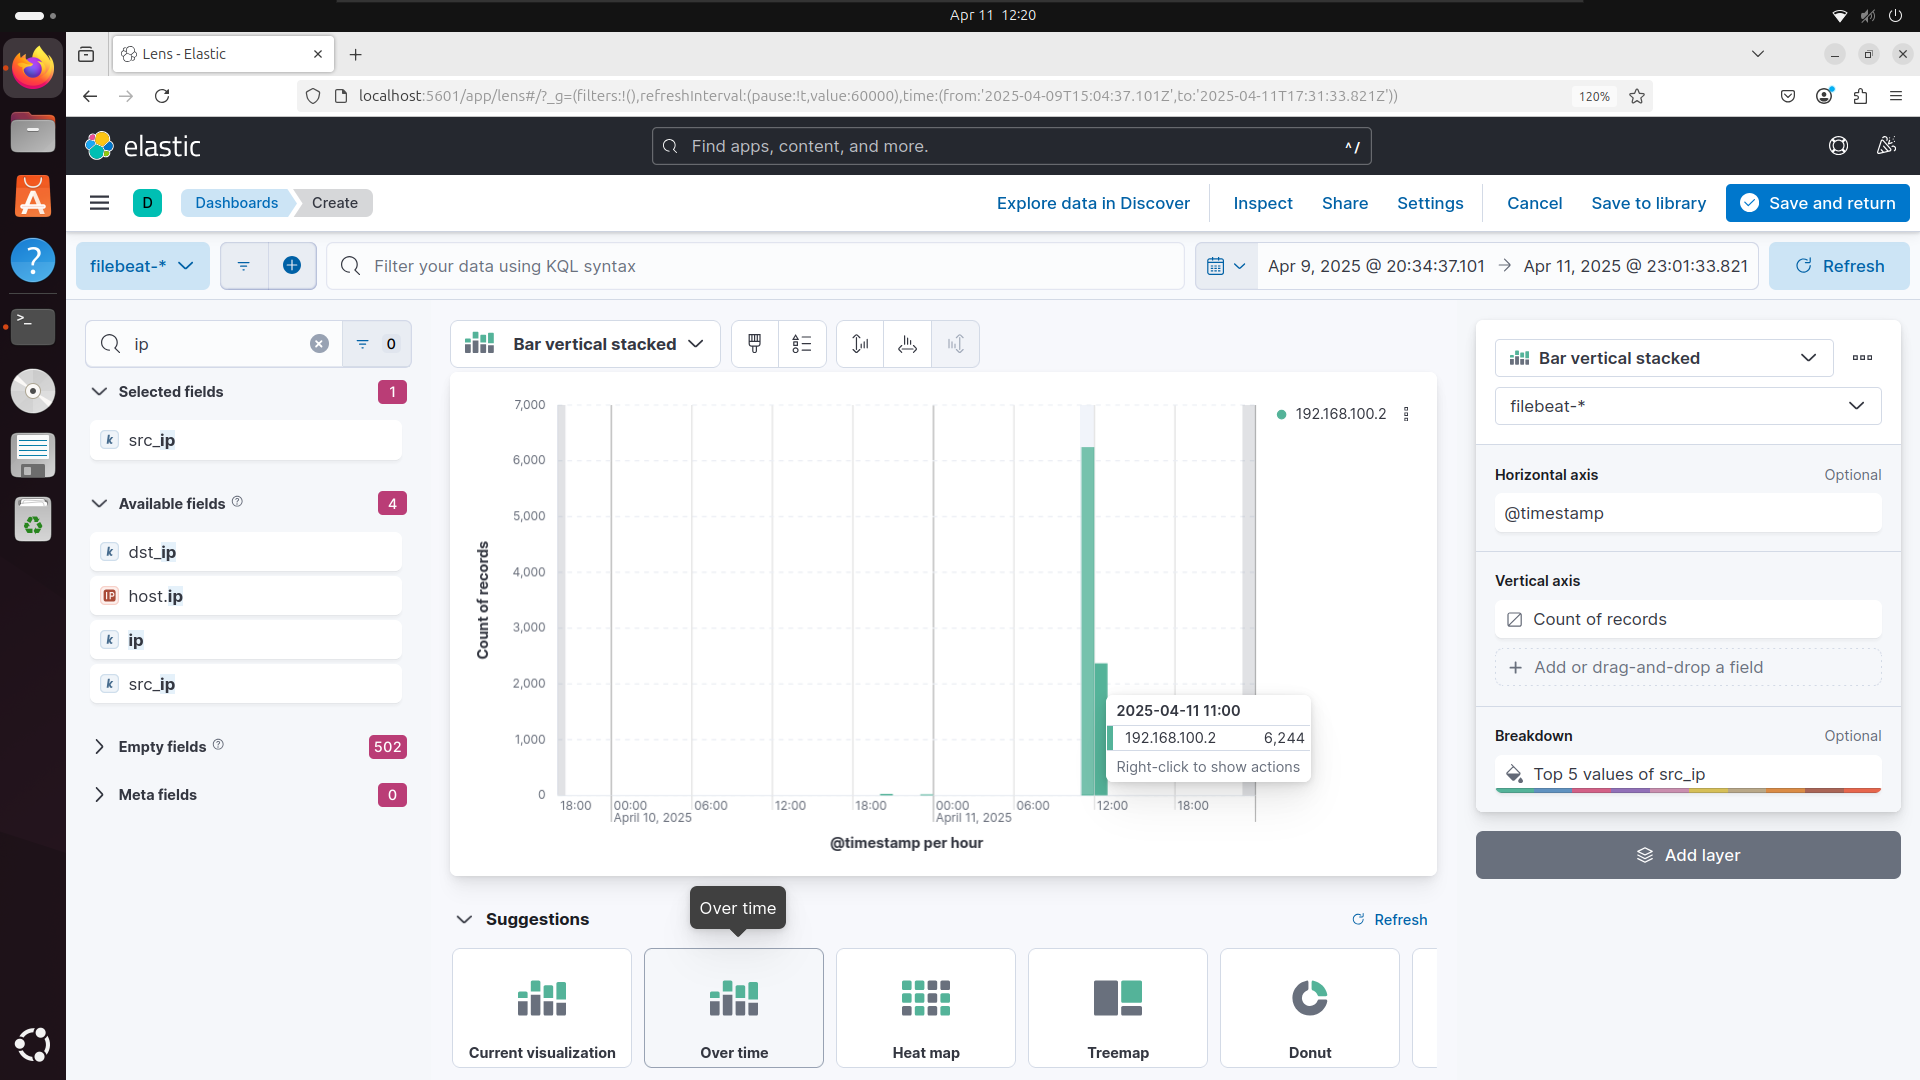 Apr 11 12:20
Lens - Elastic
localhost:5601/app/lens#/?_g=(filters:!(),refreshInterval:(pause:!t,value:60000),time:(from:'2025-04-09T15:04:37.101Z',to:'2025-04-11T17:31:33.821Z'))
120%
elastic
Find apps, content, and more.
^/
D
Dashboards
Create
Explore data in Discover
Inspect
Share
Settings
Cancel
Save to library
Save and return
filebeat-*
Filter your data using KQL syntax
Apr 9, 2025 @ 20:34:37.101
Apr 11, 2025 @ 23:01:33.821
Refresh
ip
0
Selected fields
1
k src_ip
Available fields
4
k dst_ip
IP host.ip
k ip
k src_ip
Empty fields
502
Meta fields
0
Bar vertical stacked
7,000
6,000
5,000
4,000
3,000
2,000
1,000
0
Count of records
18:00
00:00
06:00
12:00
18:00
00:00
06:00
12:00
18:00
April 10, 2025
April 11, 2025
@timestamp per hour
192.168.100.2
2025-04-11 11:00
192.168.100.2 6,244
Right-click to show actions
Over time
Suggestions
Refresh
Current visualization
Over time
Heat map
Treemap
Donut
Bar vertical stacked
filebeat-*
Horizontal axis
Optional
@timestamp
Vertical axis
Count of records
Add or drag-and-drop a field
Breakdown
Optional
Top 5 values of src_ip
Add layer